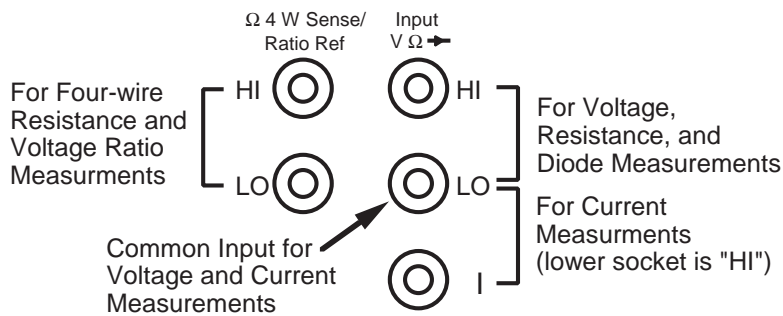 Ω 4 W Sense/
Ratio Ref
Input
V Ω
HI
HI
LO
LO
I
For Four-wire
Resistance and
Voltage Ratio
Measurments
For Voltage,
Resistance, and
Diode Measurements
For Current
Measurments
(lower socket is "HI")
Common Input for
Voltage and Current
Measurements